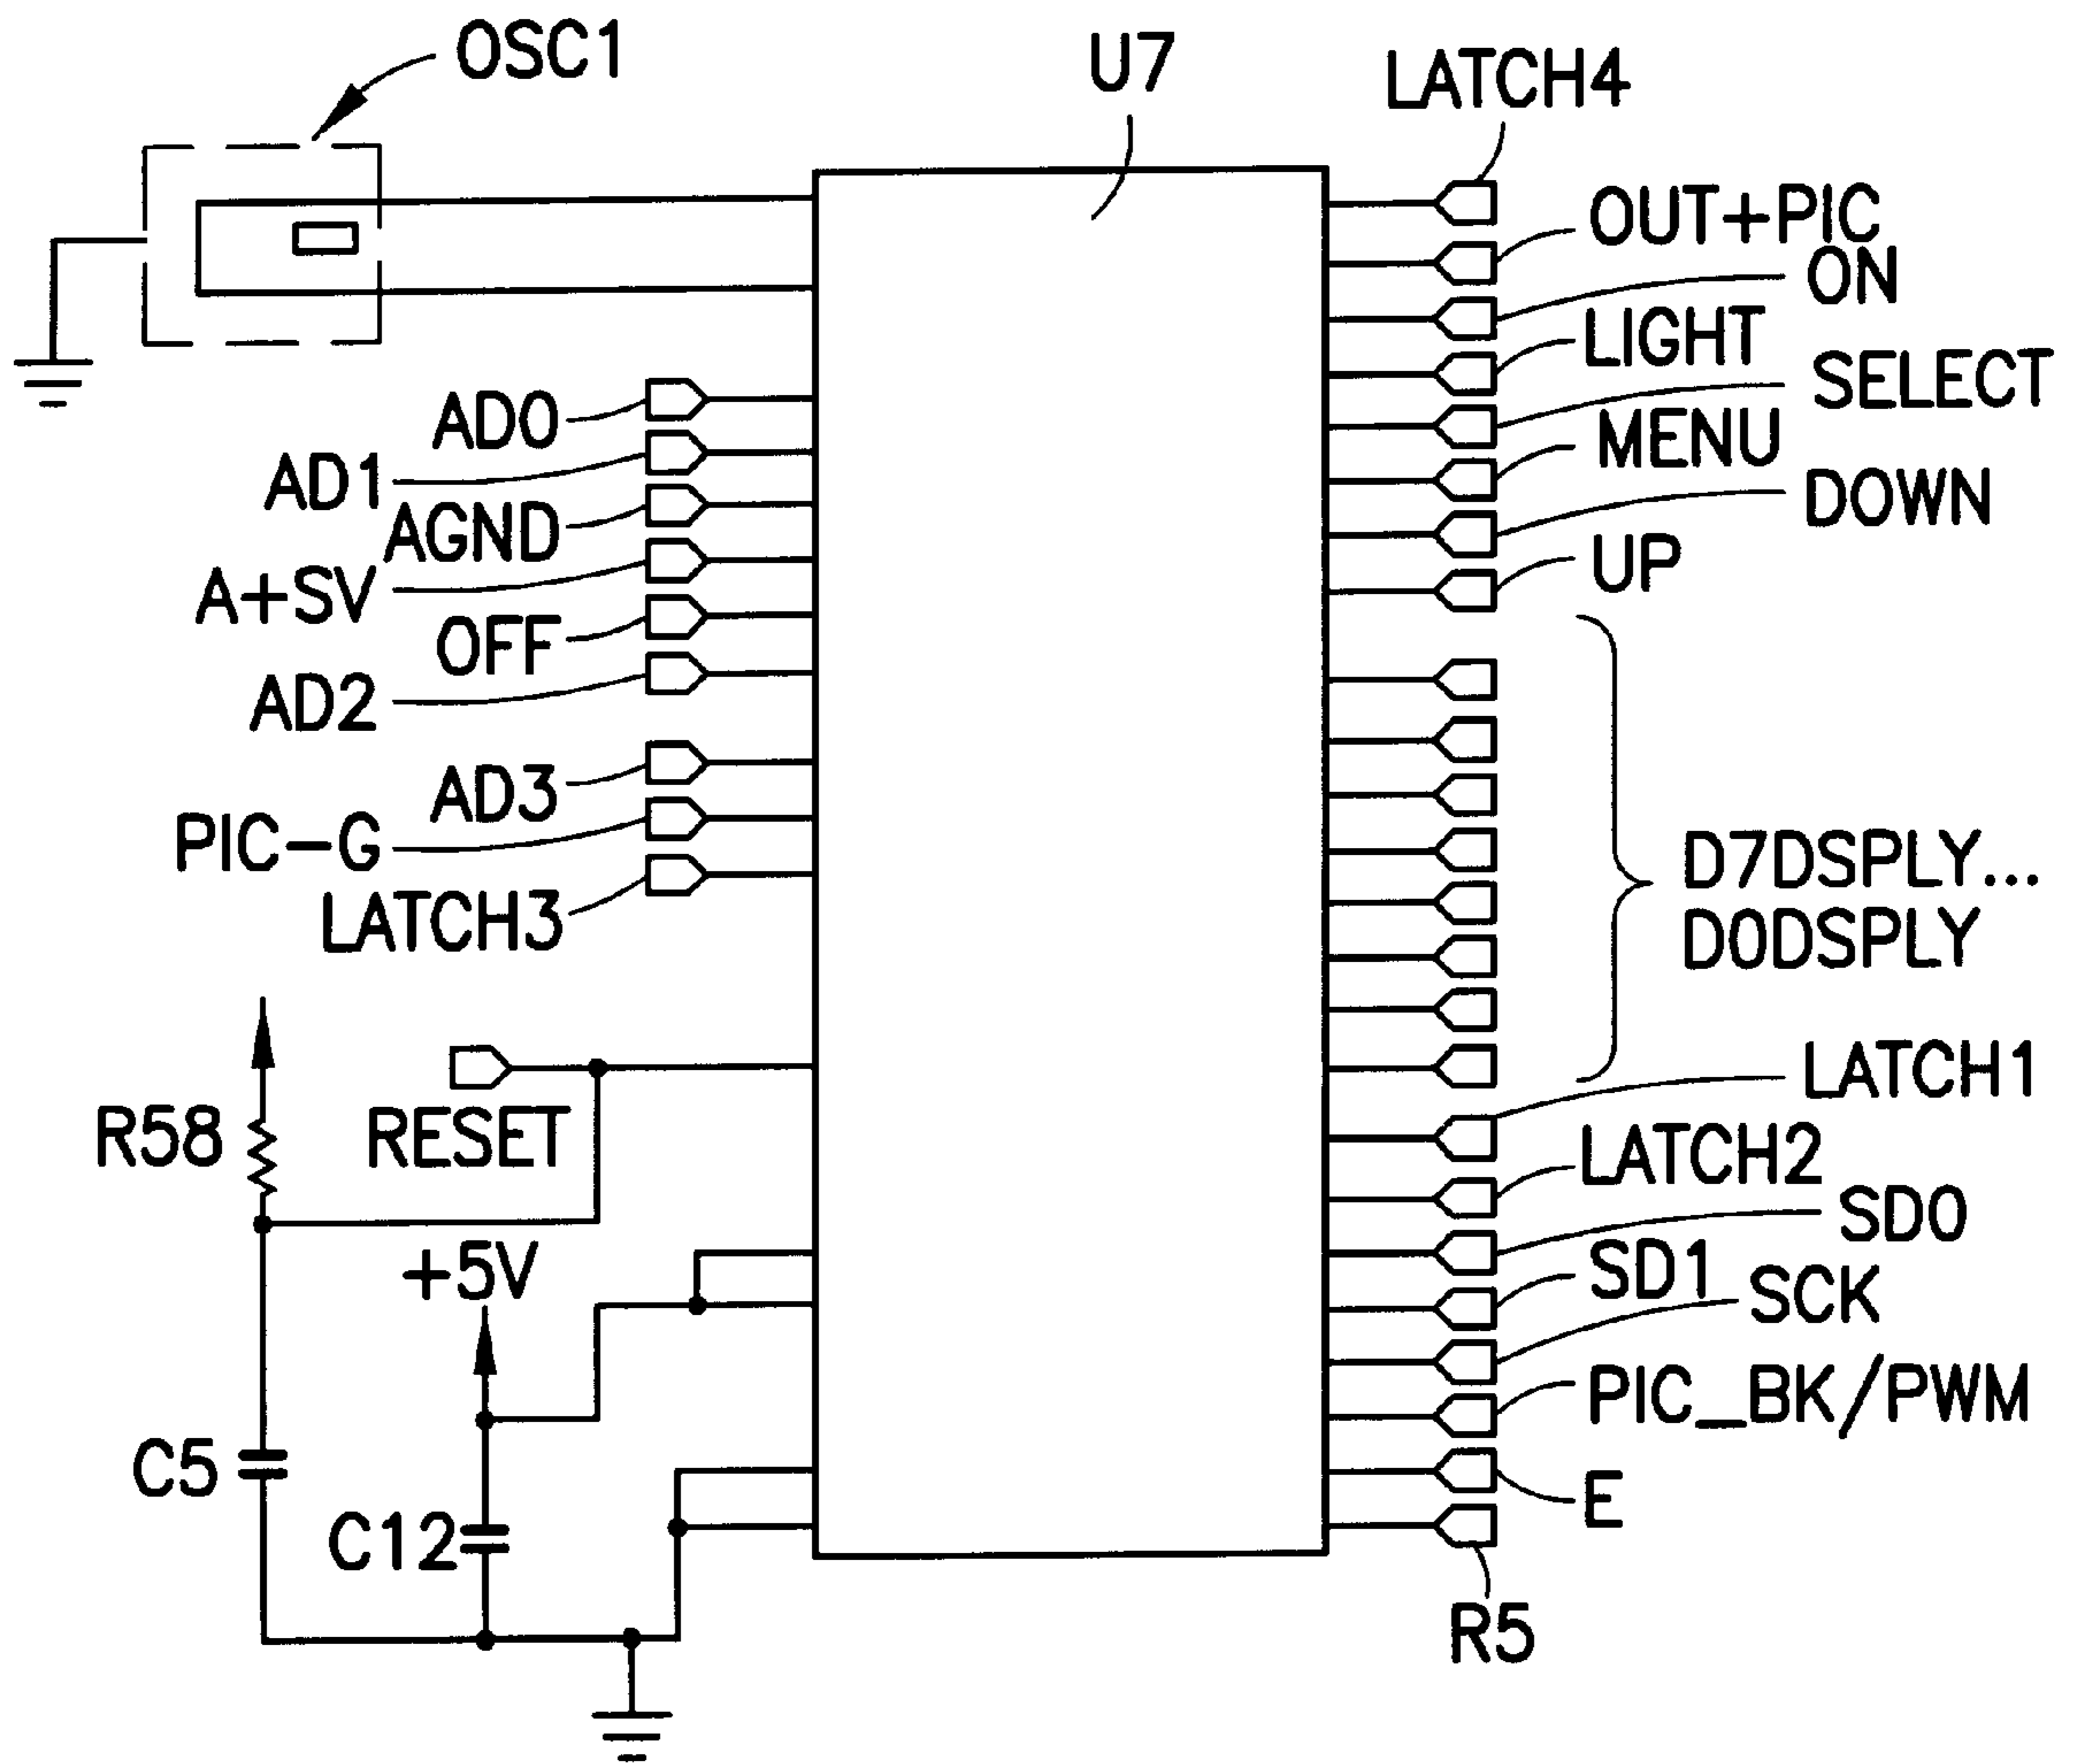 OSC1
U7
LATCH4
OUT+PIC
ON
LIGHT
SELECT
MENU
DOWN
UP
AD0
AD1
AGND
A+SV
OFF
AD2
AD3
PIC-G
LATCH3
D7DSPLY...
D0DSPLY
R58
RESET
+5V
C5
C12
LATCH1
LATCH2
SD0
SD1
SCK
PIC_BK/PWM
E
R5